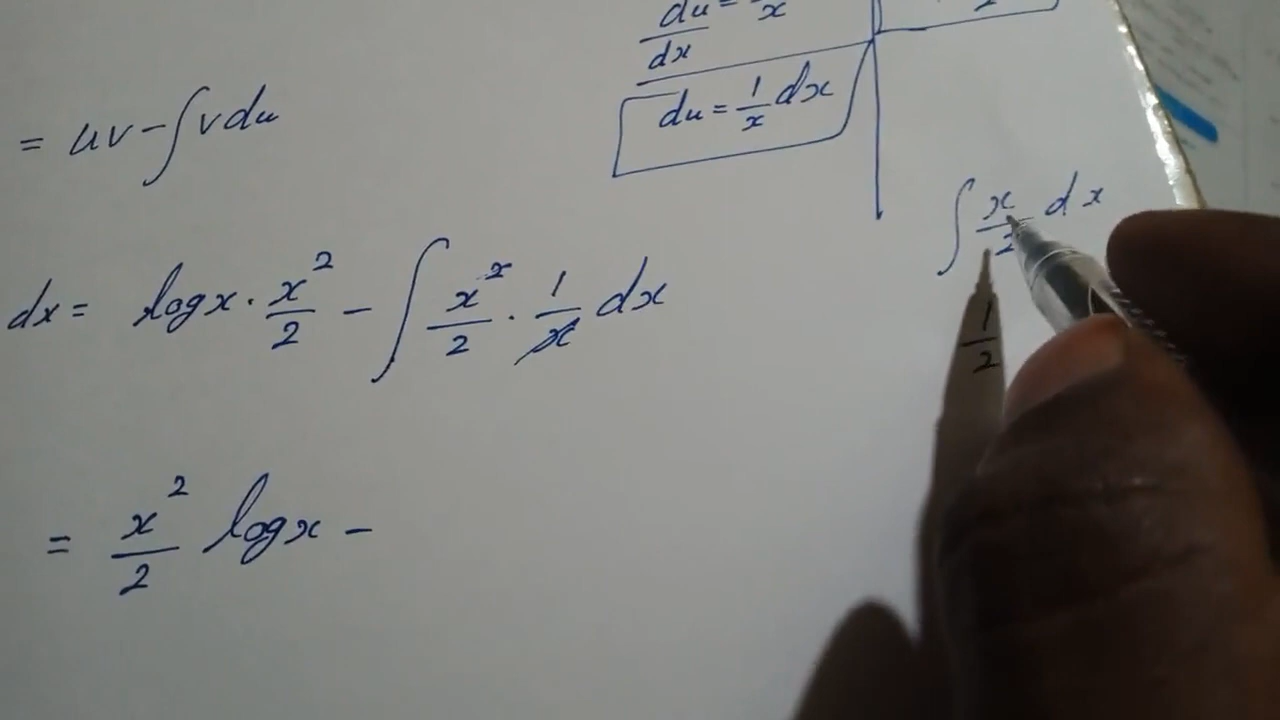 du/dx = 1/x
du = 1/x dx
= uv - ∫ v du
∫ x/2 dx
1/2
dx = log x · x²/2 - ∫ x²/2 · 1/x dx
= x²/2 log x -